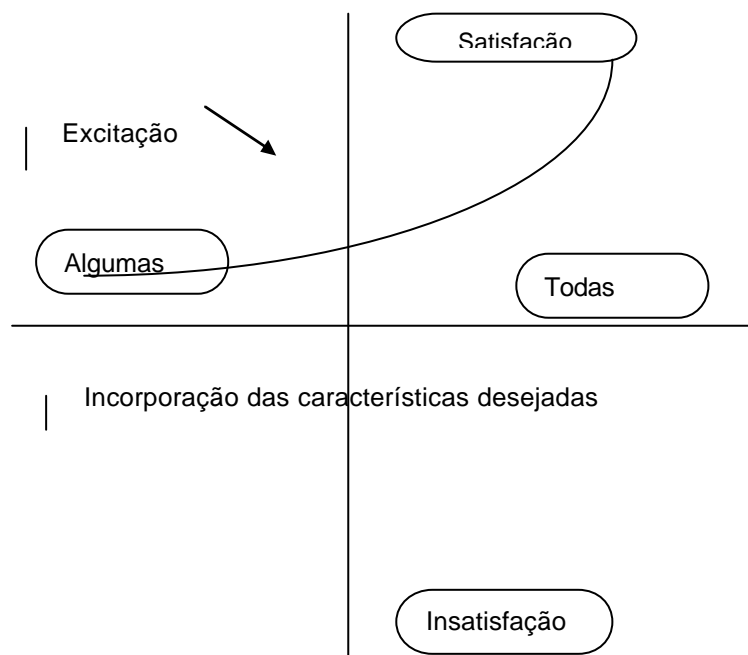 Satisfação
Excitação
Algumas
Todas
Incorporação das características desejadas
Insatisfação